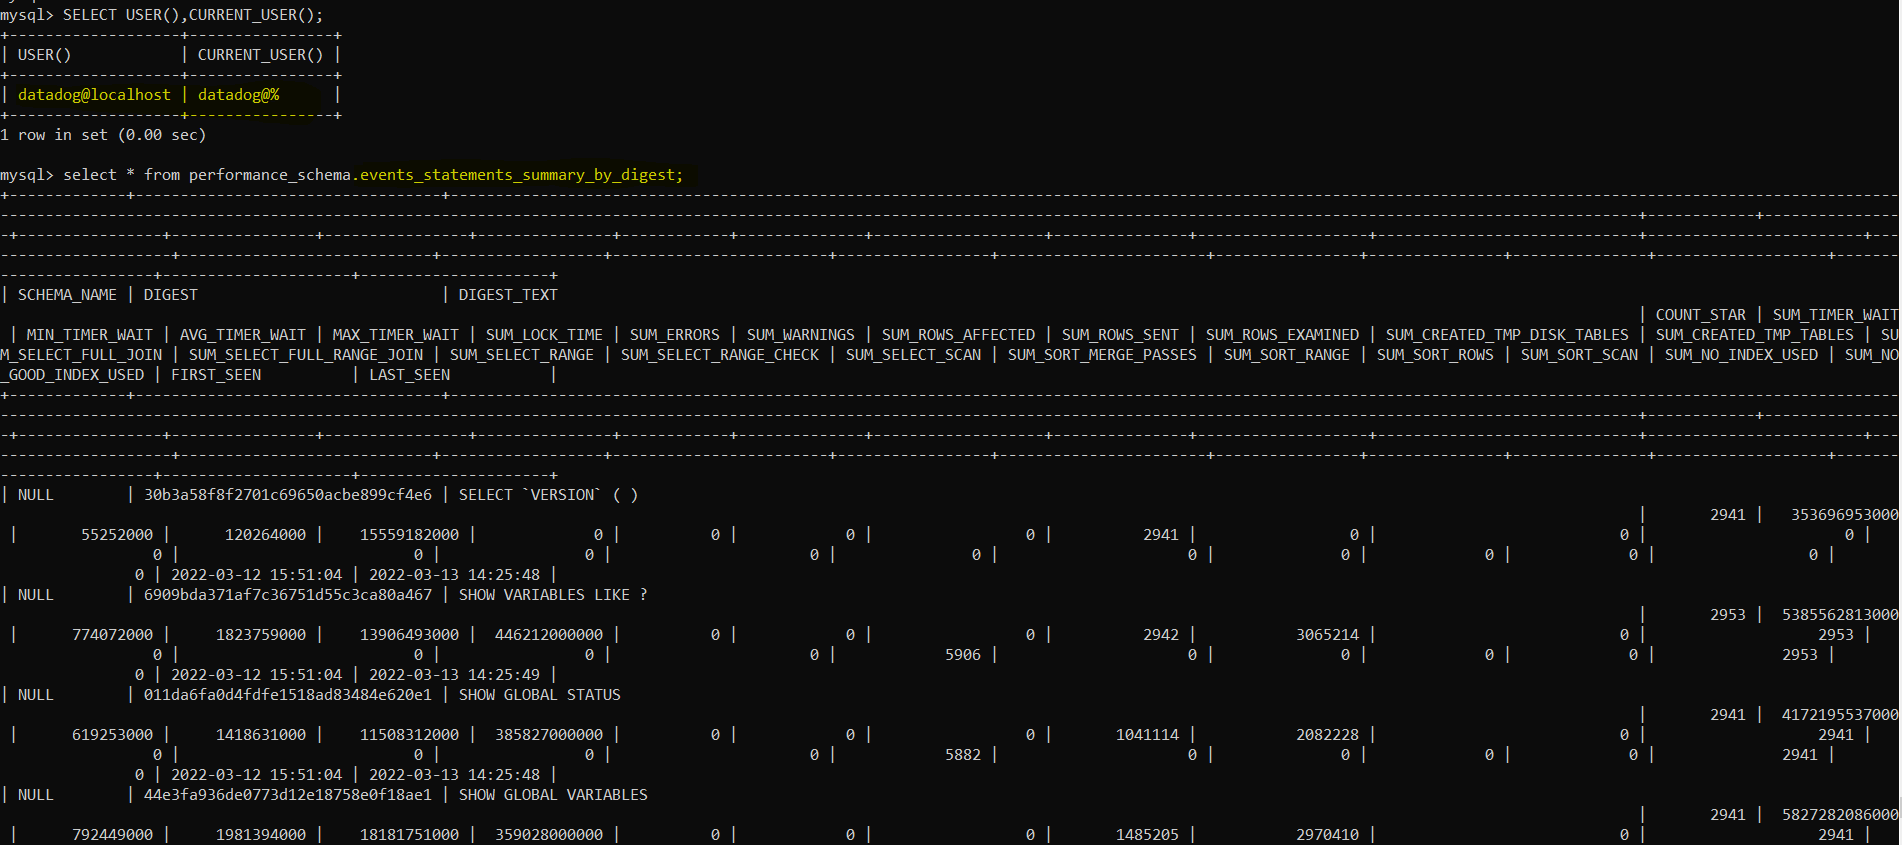 mysql> SELECT USER(),CURRENT_USER();
+-------------------+----------------+
| USER()            | CURRENT_USER() |
+-------------------+----------------+
| datadog@localhost | datadog@%      |
+-------------------+----------------+
1 row in set (0.00 sec)
mysql> select * from performance_schema.events_statements_summary_by_digest;
| SCHEMA_NAME | DIGEST | DIGEST_TEXT
| COUNT_STAR | SUM_TIMER_WAIT
| MIN_TIMER_WAIT | AVG_TIMER_WAIT | MAX_TIMER_WAIT | SUM_LOCK_TIME | SUM_ERRORS | SUM_WARNINGS | SUM_ROWS_AFFECTED | SUM_ROWS_SENT | SUM_ROWS_EXAMINED | SUM_CREATED_TMP_DISK_TABLES | SUM_CREATED_TMP_TABLES | SU
M_SELECT_FULL_JOIN | SUM_SELECT_FULL_RANGE_JOIN | SUM_SELECT_RANGE | SUM_SELECT_RANGE_CHECK | SUM_SELECT_SCAN | SUM_SORT_MERGE_PASSES | SUM_SORT_RANGE | SUM_SORT_ROWS | SUM_SORT_SCAN | SUM_NO_INDEX_USED | SUM_NO
_GOOD_INDEX_USED | FIRST_SEEN | LAST_SEEN |
| NULL | 30b3a58f8f2701c69650acbe899cf4e6 | SELECT `VERSION` ( )
| 2941 | 353696953000
| 55252000 | 120264000 | 15559182000 | 0 | 0 | 0 | 0 | 2941 | 0 | 0 | 0 |
0 | 0 | 0 | 0 | 0 | 0 | 0 | 0 | 0 | 0 |
0 | 2022-03-12 15:51:04 | 2022-03-13 14:25:48 |
| NULL | 6909bda371af7c36751d55c3ca80a467 | SHOW VARIABLES LIKE ?
| 2953 | 5385562813000
| 774072000 | 1823759000 | 13906493000 | 446212000000 | 0 | 0 | 0 | 2942 | 3065214 | 0 | 2953 |
0 | 0 | 0 | 0 | 5906 | 0 | 0 | 0 | 0 | 2953 |
0 | 2022-03-12 15:51:04 | 2022-03-13 14:25:49 |
| NULL | 011da6fa0d4fdfe1518ad83484e620e1 | SHOW GLOBAL STATUS
| 2941 | 4172195537000
| 619253000 | 1418631000 | 11508312000 | 385827000000 | 0 | 0 | 0 | 1041114 | 2082228 | 0 | 2941 |
0 | 0 | 0 | 0 | 5882 | 0 | 0 | 0 | 0 | 2941 |
0 | 2022-03-12 15:51:04 | 2022-03-13 14:25:48 |
| NULL | 44e3fa936de0773d12e18758e0f18ae1 | SHOW GLOBAL VARIABLES
| 2941 | 5827282086000
| 792449000 | 1981394000 | 18181751000 | 359028000000 | 0 | 0 | 0 | 1485205 | 2970410 | 0 | 2941 |